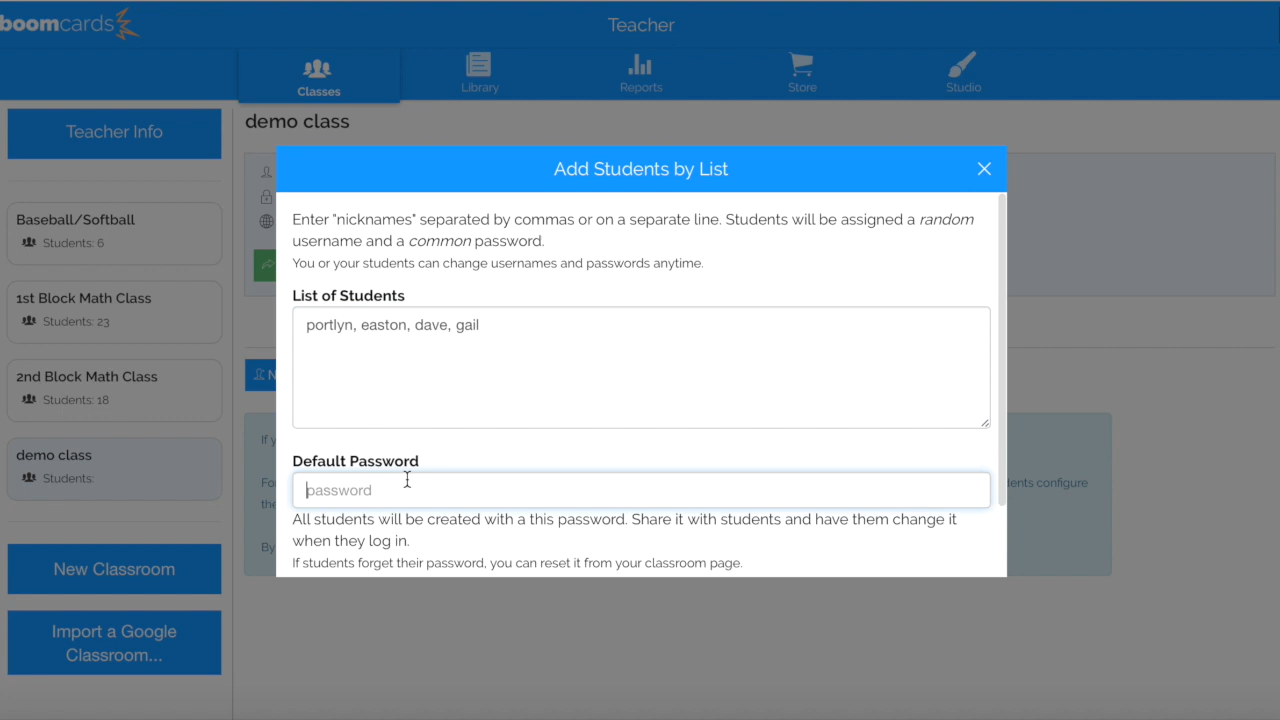 boomcards
Teacher
Classes
Library
Reports
Store
Studio
Teacher Info
Baseball/Softball
Students: 6
1st Block Math Class
Students: 23
2nd Block Math Class
Students: 18
demo class
Students:
New Classroom
Import a Google
Classroom...
demo class
Add Students by List
Enter "nicknames" separated by commas or on a separate line. Students will be assigned a random
username and a common password.
You or your students can change usernames and passwords anytime.
List of Students
portlyn, easton, dave, gail
Default Password
password
All students will be created with a this password. Share it with students and have them change it
when they log in.
If students forget their password, you can reset it from your classroom page.
N
If y
Fo
dents configure
the
By